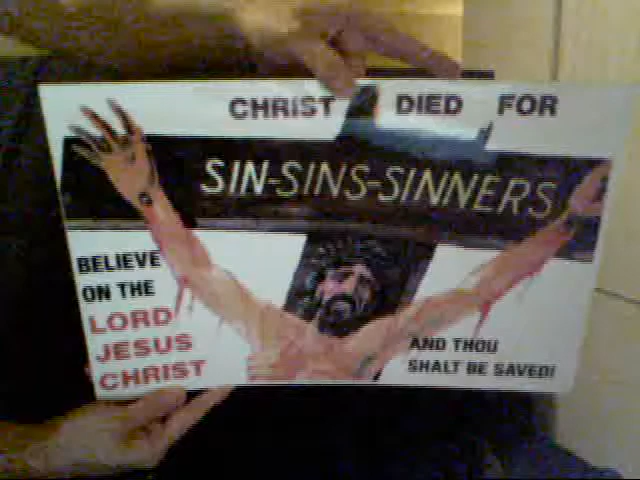 CHRIST DIED FOR
SIN-SINS-SINNERS
BELIEVE
ON THE
LORD
JESUS
CHRIST
AND THOU
SHALT BE SAVED!